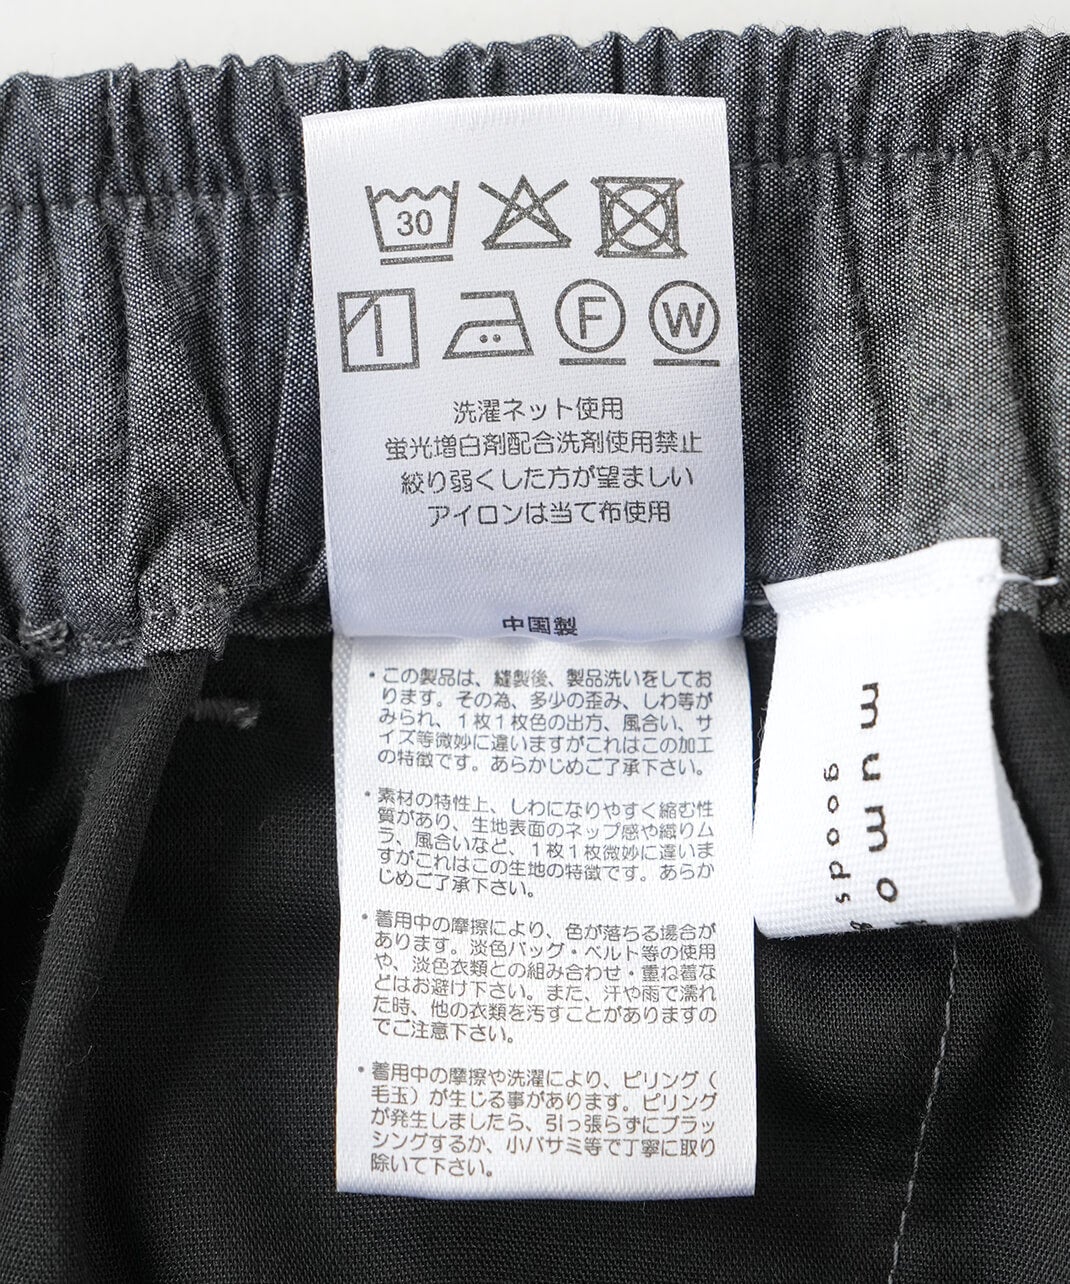 30
F
W
洗濯ネット使用
蛍光増白剤配合洗剤使用禁止
絞り弱くした方が望ましい
アイロンは当て布使用
中国製
・この製品は、縫製後、製品洗いをしてお
ります。その為、多少の歪み、しわ等が
みられ、1枚1枚色の出方、風合い、サ
イズ等微妙に違いますがこれはこの加工
の特徴です。あらかじめご了承下さい。
・素材の特性上、しわになりやすく縮む性
質があり、生地表面のネップ感や織りム
ラ、風合いなど、1枚1枚微妙に違いま
すがこれはこの生地の特徴です。あらか
じめご了承下さい。
・着用中の摩擦により、色が落ちる場合が
あります。淡色バッグ・ベルト等の使用
や、淡色衣類との組み合わせ・重ね着な
どはお避け下さい。また、汗や雨で濡れ
た時、他の衣類を汚すことがありますの
でご注意下さい。
・着用中の摩擦や洗濯により、ピリング（
毛玉）が生じる事があります。ピリング
が発生しましたら、引っ張らずにブラッ
シングするか、小バサミ等で丁寧に取り
除いて下さい。
goods